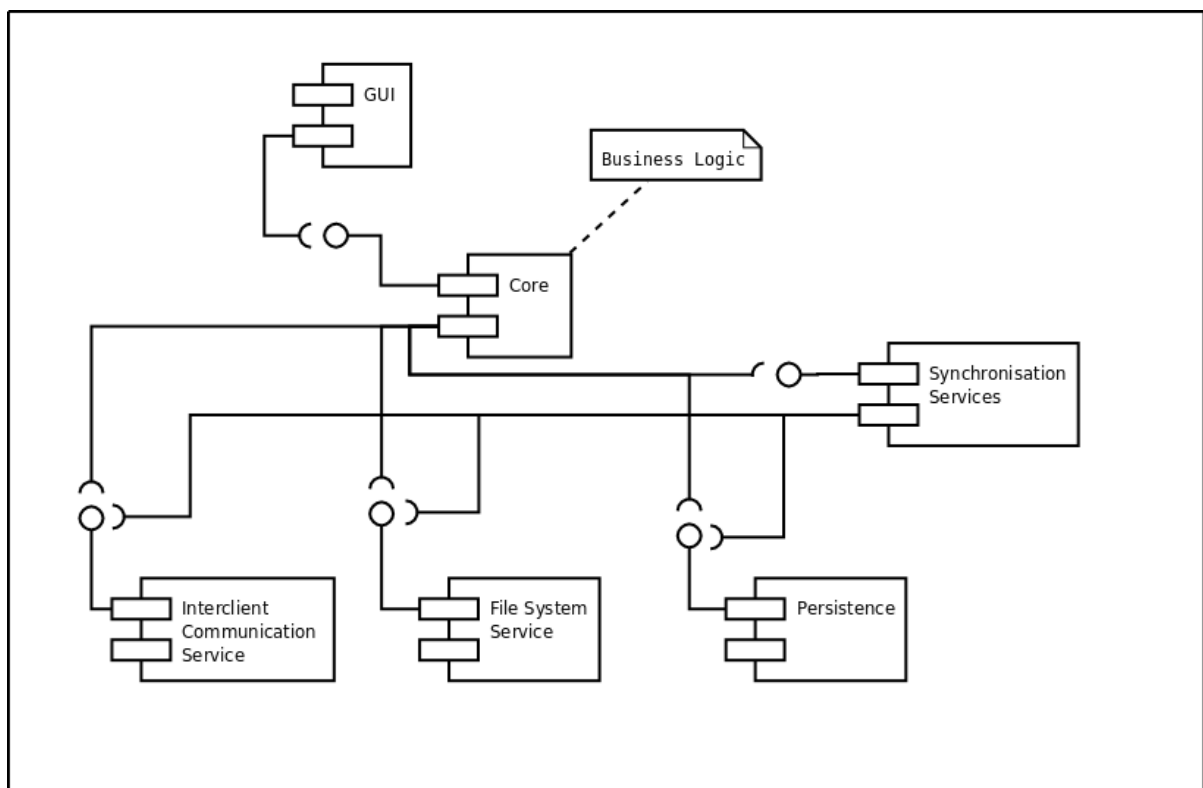 GUI
Business Logic
Core
Synchronisation
Services
Interclient
Communication
Service
File System
Service
Persistence